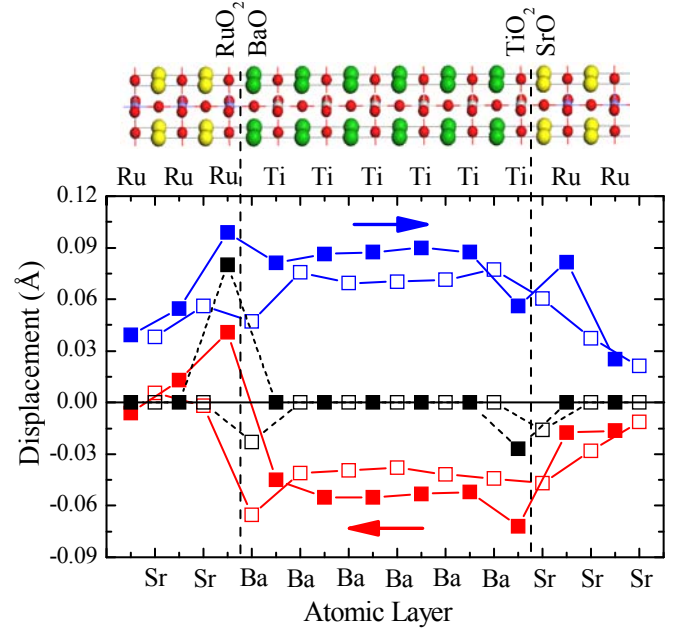 RuO₂
BaO
TiO₂
SrO
Ru Ru Ru Ti Ti Ti Ti Ti Ti Ru Ru
0.12
0.09
0.06
0.03
0.00
-0.03
-0.06
-0.09
Displacement (Å)
Sr Sr Ba Ba Ba Ba Ba Ba Sr Sr Sr
Atomic Layer